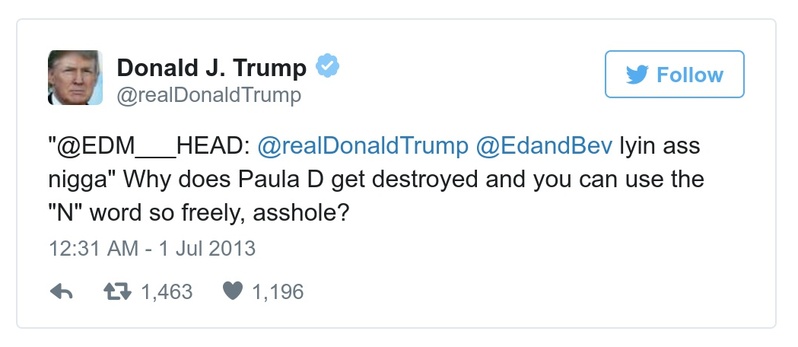 Donald J. Trump
@realDonaldTrump
Follow
"@EDM___HEAD: @realDonaldTrump @EdandBev lyin ass
nigga" Why does Paula D get destroyed and you can use the
"N" word so freely, asshole?
12:31 AM - 1 Jul 2013
1,463 1,196